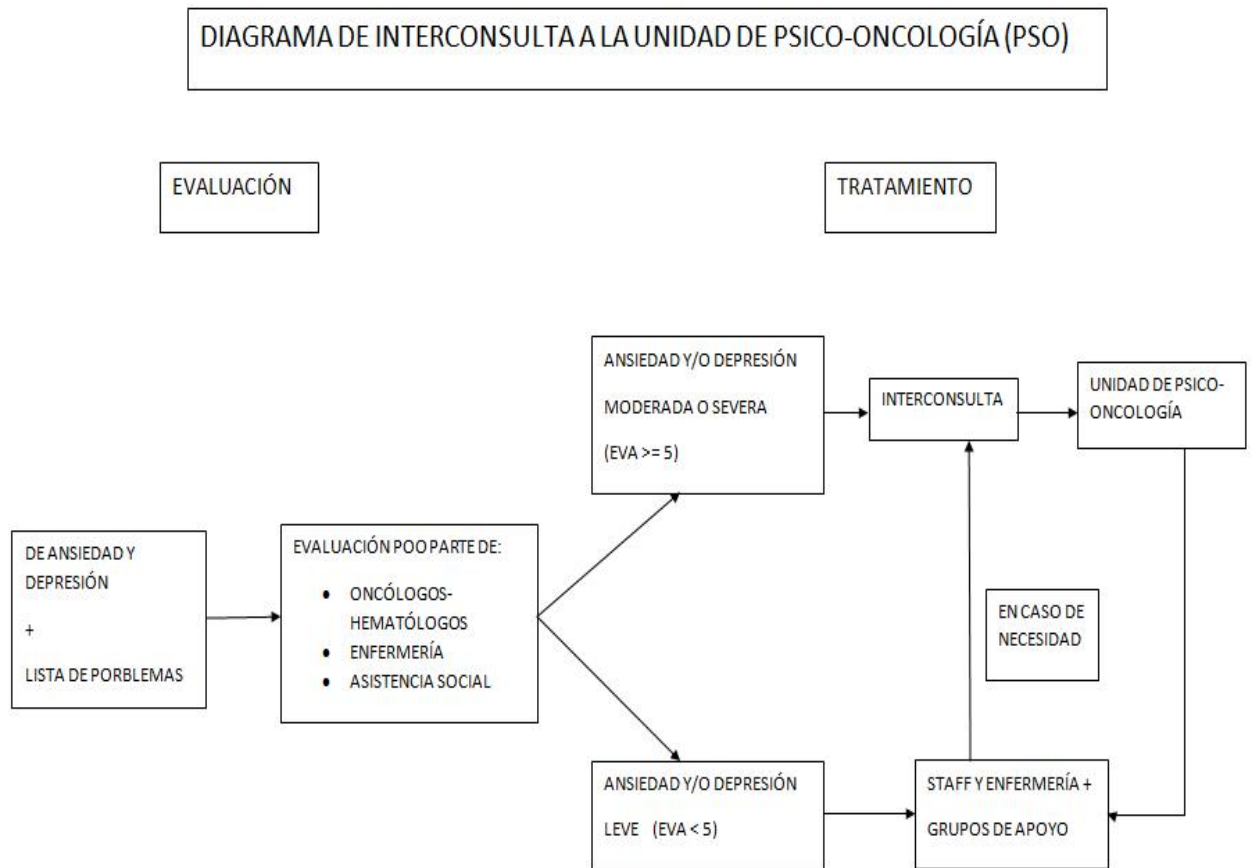 DIAGRAMA DE INTERCONSULTA A LA UNIDAD DE PSICO-ONCOLOGÍA (PSO)
EVALUACIÓN
TRATAMIENTO
DE ANSIEDAD Y
DEPRESIÓN
+
LISTA DE PORBLEMAS
EVALUACIÓN POO PARTE DE:
• ONCÓLOGOS-
HEMATÓLOGOS
• ENFERMERÍA
• ASISTENCIA SOCIAL
ANSIEDAD Y/O DEPRESIÓN
MODERADA O SEVERA
(EVA >= 5)
INTERCONSULTA
UNIDAD DE PSICO-
ONCOLOGÍA
EN CASO DE
NECESIDAD
ANSIEDAD Y/O DEPRESIÓN
LEVE (EVA < 5)
STAFF Y ENFERMERÍA +
GRUPOS DE APOYO